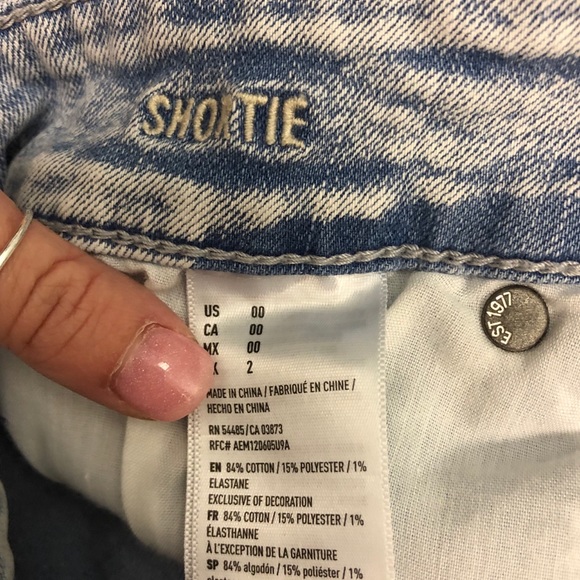 SHORTIE
US 00
CA 00
MX 00
K 2
MADE IN CHINA / FABRIQUÉ EN CHINE /
HECHO EN CHINA
RN 54485/CA 03873
RFC# AEM120605U9A
EN 84% COTTON / 15% POLYESTER / 1%
ELASTANE
EXCLUSIVE OF DECORATION
FR 84% COTON / 15% POLYESTER / 1%
ÉLASTHANNE
À L'EXCEPTION DE LA GARNITURE
SP 84% algodón / 15% poliéster / 1%
EST 1977